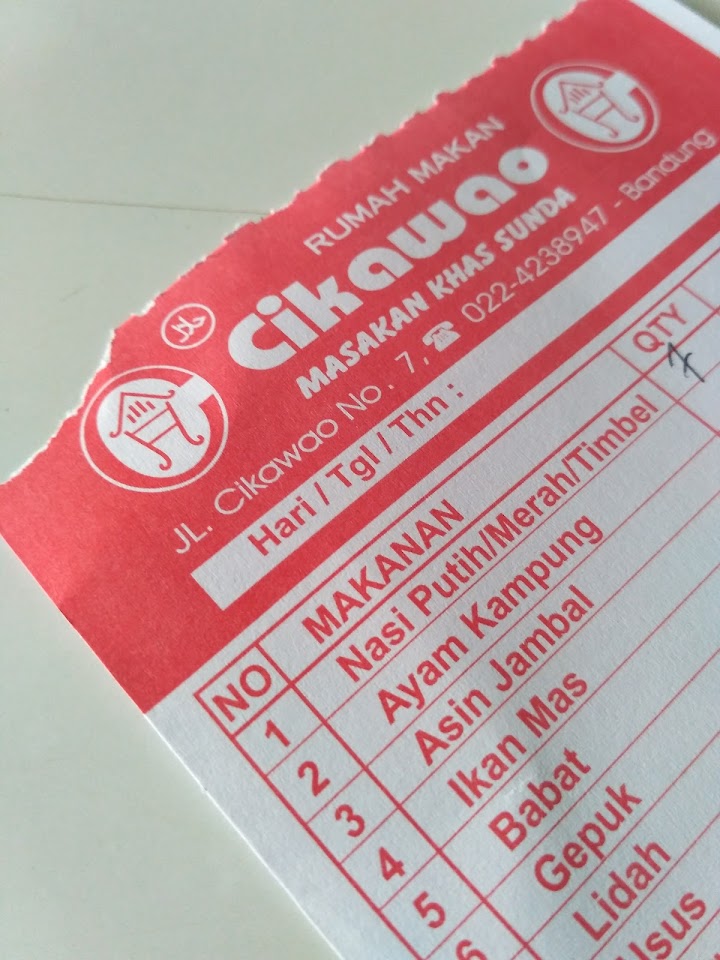 RUMAH MAKAN
Cikawao
MASAKAN KHAS SUNDA
JL. Cikawao No. 7, ☎ 022-4238947 - Bandung
Hari / Tgl / Thn :
NO MAKANAN QTY
1 Nasi Putih/Merah/Timbel 7
2 Ayam Kampung
3 Asin Jambal
4 Ikan Mas
5 Babat
6 Gepuk
Lidah
Usus